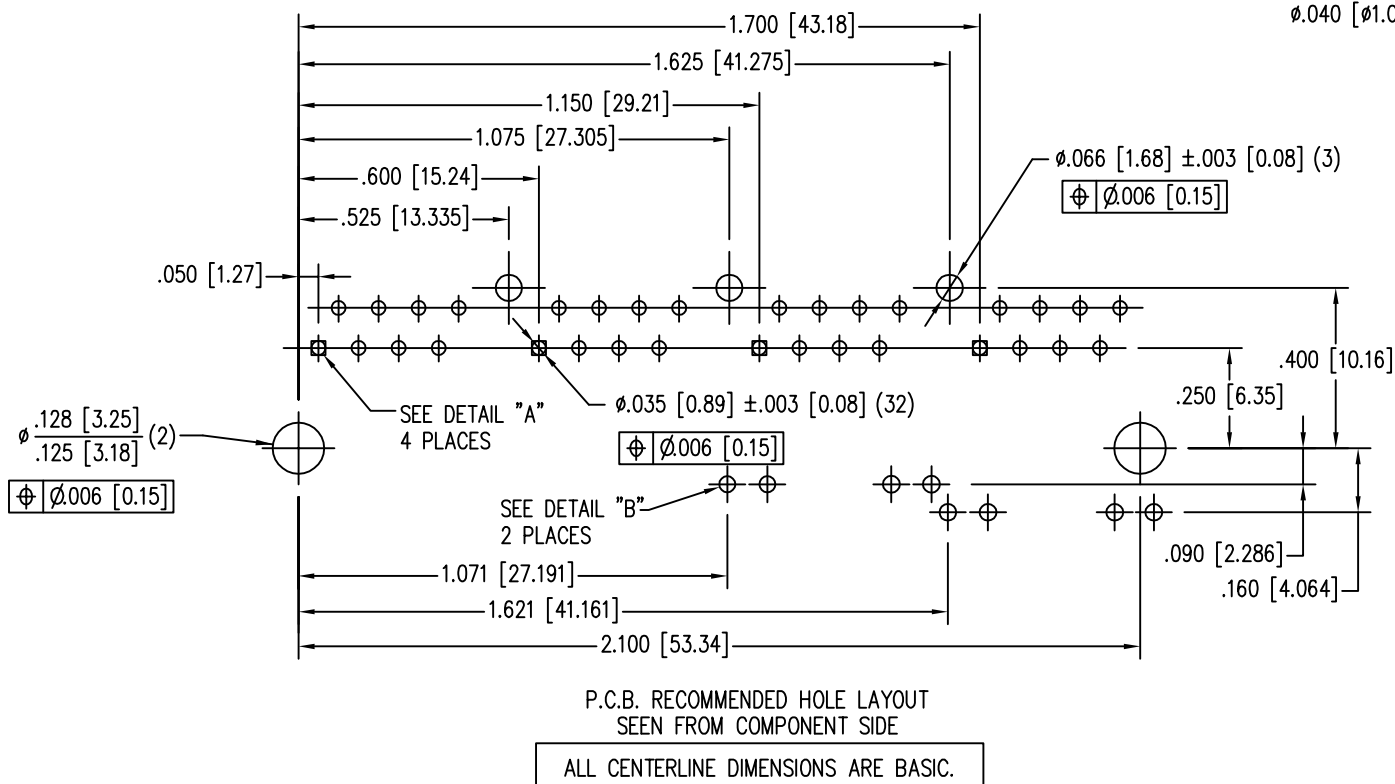 1.700 [43.18]
ø.040 [ø1.0
1.625 [41.275]
1.150 [29.21]
1.075 [27.305]
ø.066 [1.68] ±.003 [0.08] (3)
.600 [15.24]
⌖ Ø.006 [0.15]
.525 [13.335]
.050 [1.27]
.400 [10.16]
.250 [6.35]
SEE DETAIL "A"
4 PLACES
ø.035 [0.89] ±.003 [0.08] (32)
⌖ Ø.006 [0.15]
ø .128 [3.25]
.125 [3.18] (2)
⌖ Ø.006 [0.15]
SEE DETAIL "B"
2 PLACES
.090 [2.286]
.160 [4.064]
1.071 [27.191]
1.621 [41.161]
2.100 [53.34]
P.C.B. RECOMMENDED HOLE LAYOUT
SEEN FROM COMPONENT SIDE
ALL CENTERLINE DIMENSIONS ARE BASIC.